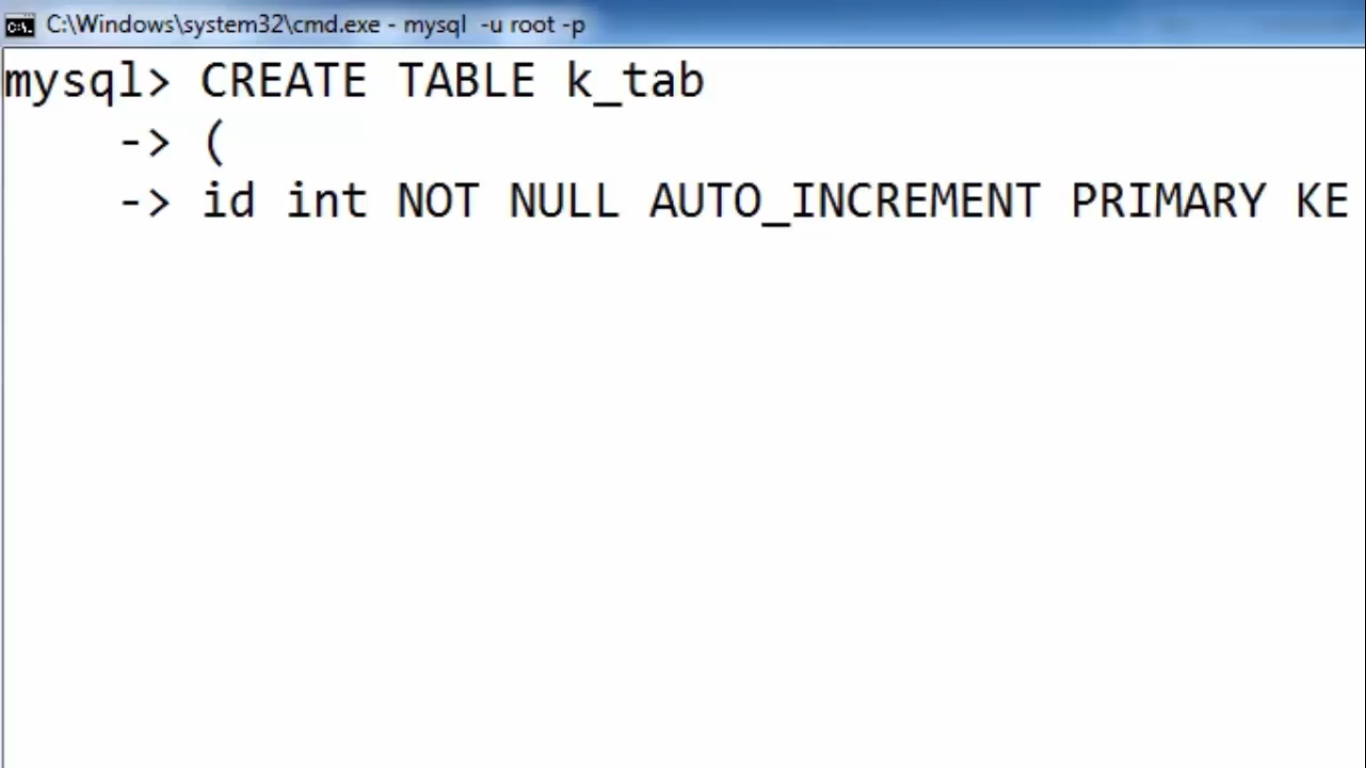 C:\Windows\system32\cmd.exe - mysql -u root -p
mysql> CREATE TABLE k_tab
-> (
-> id int NOT NULL AUTO_INCREMENT PRIMARY KE